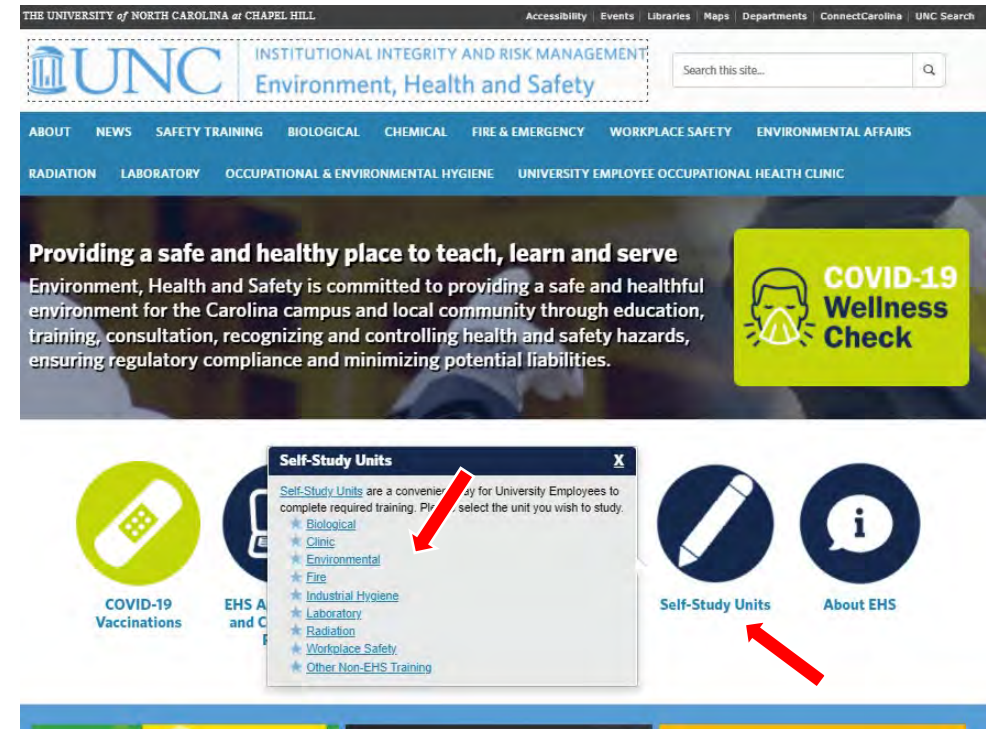 THE UNIVERSITY of NORTH CAROLINA at CHAPEL HILL
Accessibility Events Libraries Maps Departments ConnectCarolina UNC Search
UNC
INSTITUTIONAL INTEGRITY AND RISK MANAGEMENT
Environment, Health and Safety
Search this site...
ABOUT NEWS SAFETY TRAINING BIOLOGICAL CHEMICAL FIRE & EMERGENCY WORKPLACE SAFETY ENVIRONMENTAL AFFAIRS
RADIATION LABORATORY OCCUPATIONAL & ENVIRONMENTAL HYGIENE UNIVERSITY EMPLOYEE OCCUPATIONAL HEALTH CLINIC
Providing a safe and healthy place to teach, learn and serve
Environment, Health and Safety is committed to providing a safe and healthful
environment for the Carolina campus and local community through education,
training, consultation, recognizing and controlling health and safety hazards,
ensuring regulatory compliance and minimizing potential liabilities.
COVID-19
Wellness
Check
Self-Study Units X
Self-Study Units are a convenient way for University Employees to
complete required training. Please select the unit you wish to study.
Biological
Clinic
Environmental
Fire
Industrial Hygiene
Laboratory
Radiation
Workplace Safety
Other Non-EHS Training
COVID-19
Vaccinations
EHS A
and C
Self-Study Units
i
About EHS